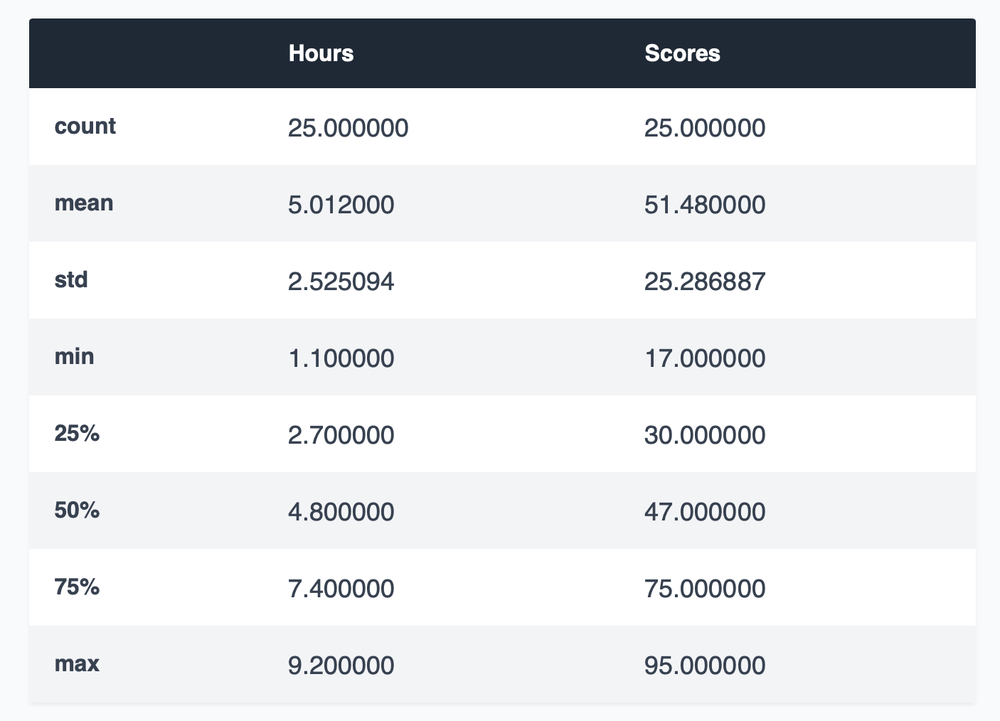 Hours Scores
count 25.000000 25.000000
mean 5.012000 51.480000
std 2.525094 25.286887
min 1.100000 17.000000
25% 2.700000 30.000000
50% 4.800000 47.000000
75% 7.400000 75.000000
max 9.200000 95.000000